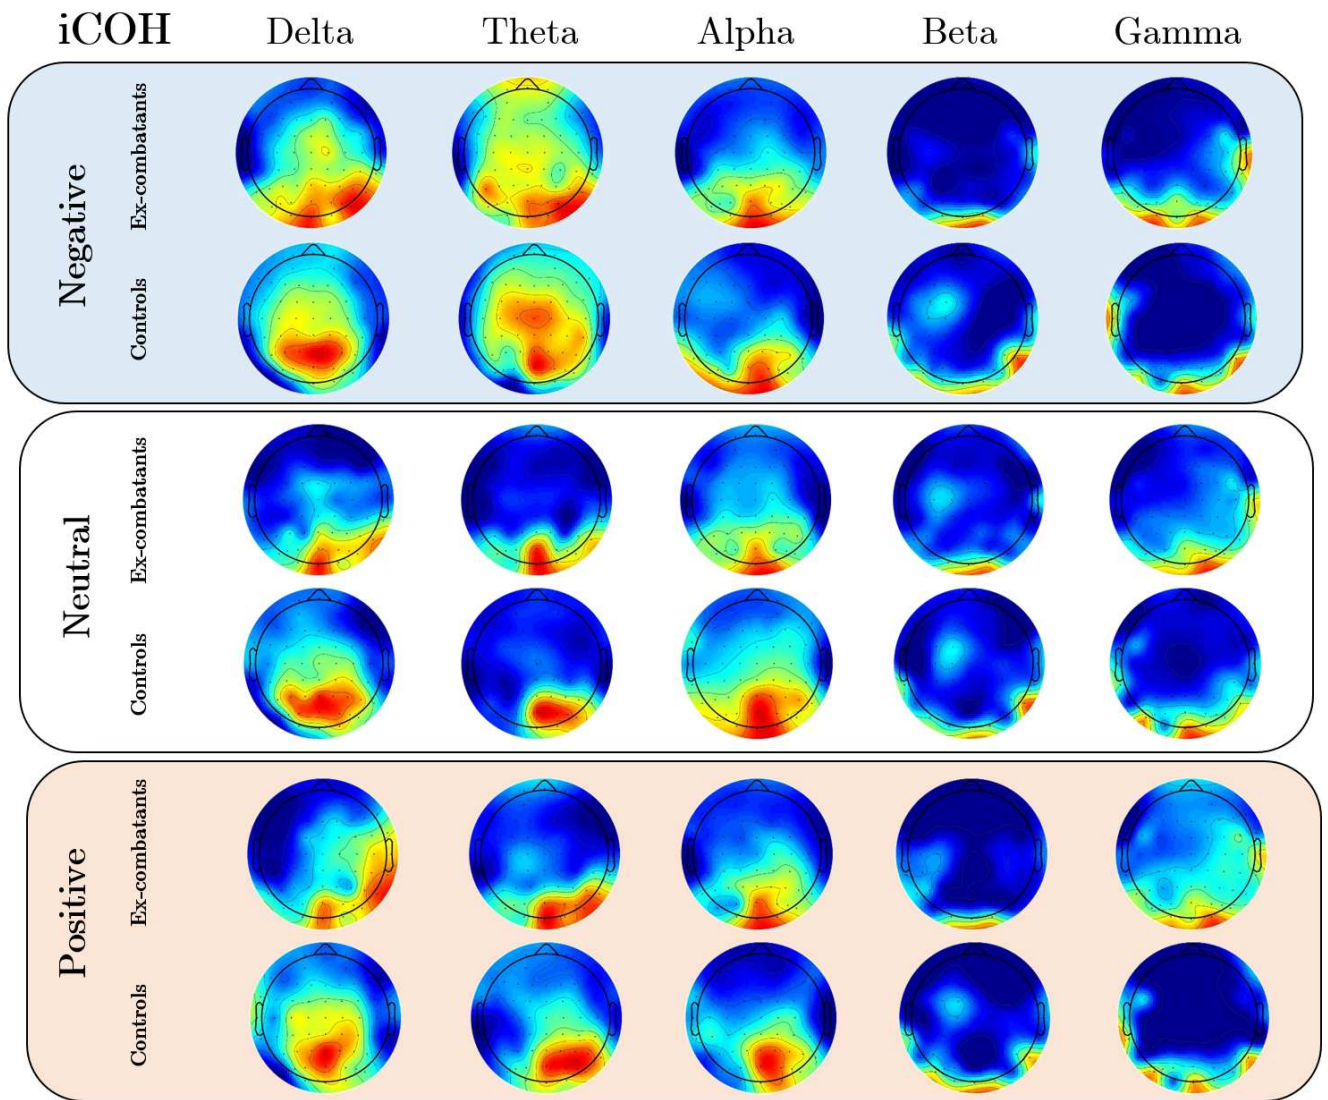 iCOH Delta Theta Alpha Beta Gamma
Negative
Ex-combatants
Controls
Neutral
Ex-combatants
Controls
Positive
Ex-combatants
Controls